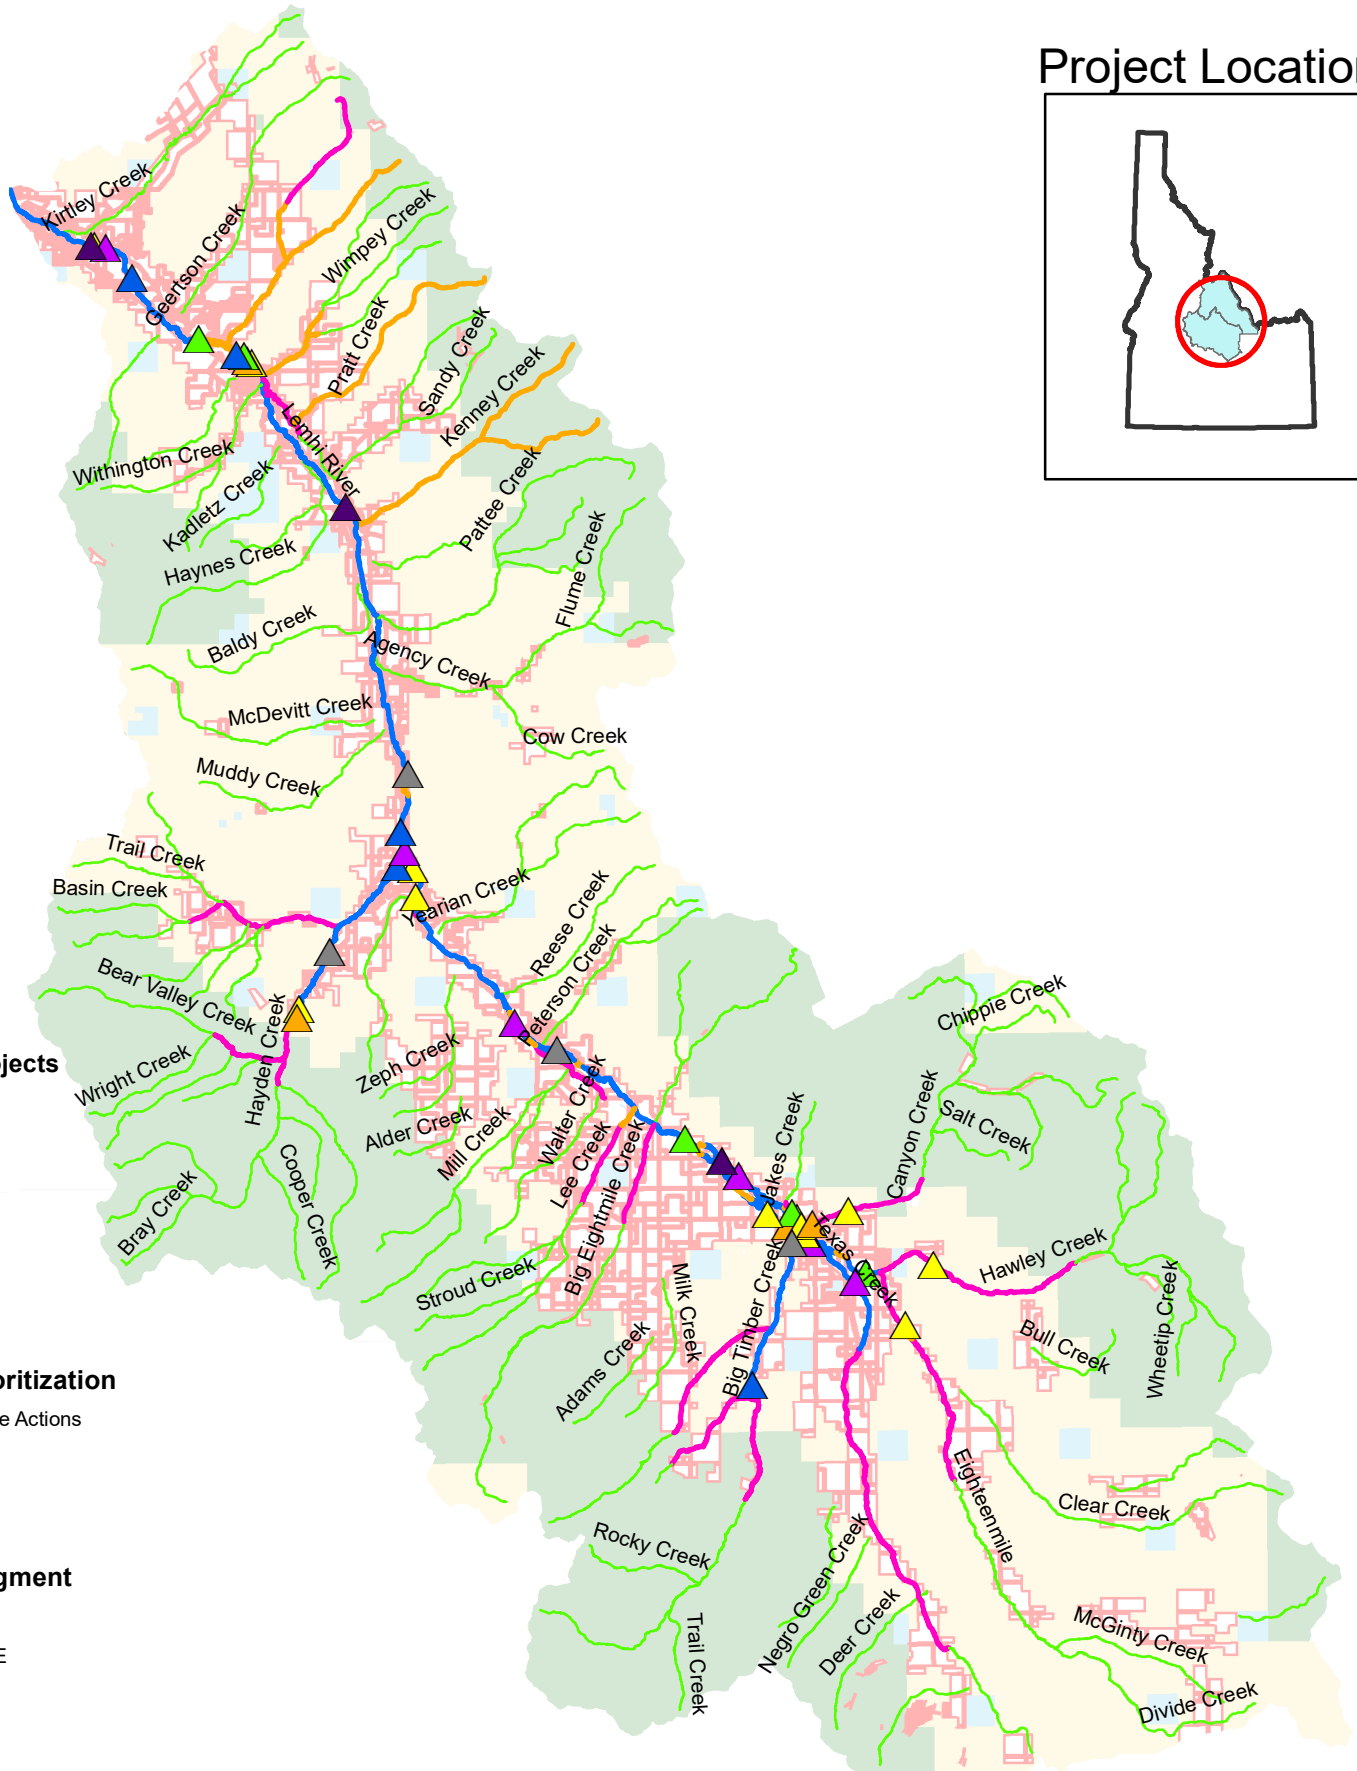 Project Location
Kirtley Creek
Geertson Creek
Wimpey Creek
Pratt Creek
Sandy Creek
Kenney Creek
Lemhi River
Withington Creek
Kadletz Creek
Pattee Creek
Haynes Creek
Flume Creek
Baldy Creek
Agency Creek
McDevitt Creek
Cow Creek
Muddy Creek
Trail Creek
Basin Creek
Yearian Creek
Reese Creek
Peterson Creek
Bear Valley Creek
Hayden Creek
Chippie Creek
jects
Wright Creek
Zeph Creek
Walter Creek
Canyon Creek
Salt Creek
Alder Creek
Mill Creek
Lee Creek
Jakes Creek
Cooper Creek
Bray Creek
Big Eightmile Creek
Texas Creek
Hawley Creek
Stroud Creek
Milk Creek
Big Timber Creek
Bull Creek
Wheetip Creek
Adams Creek
oritization
e Actions
Eighteenmile
Clear Creek
Rocky Creek
Negro Green Creek
gment
Deer Creek
McGinty Creek
E
Trail Creek
Divide Creek